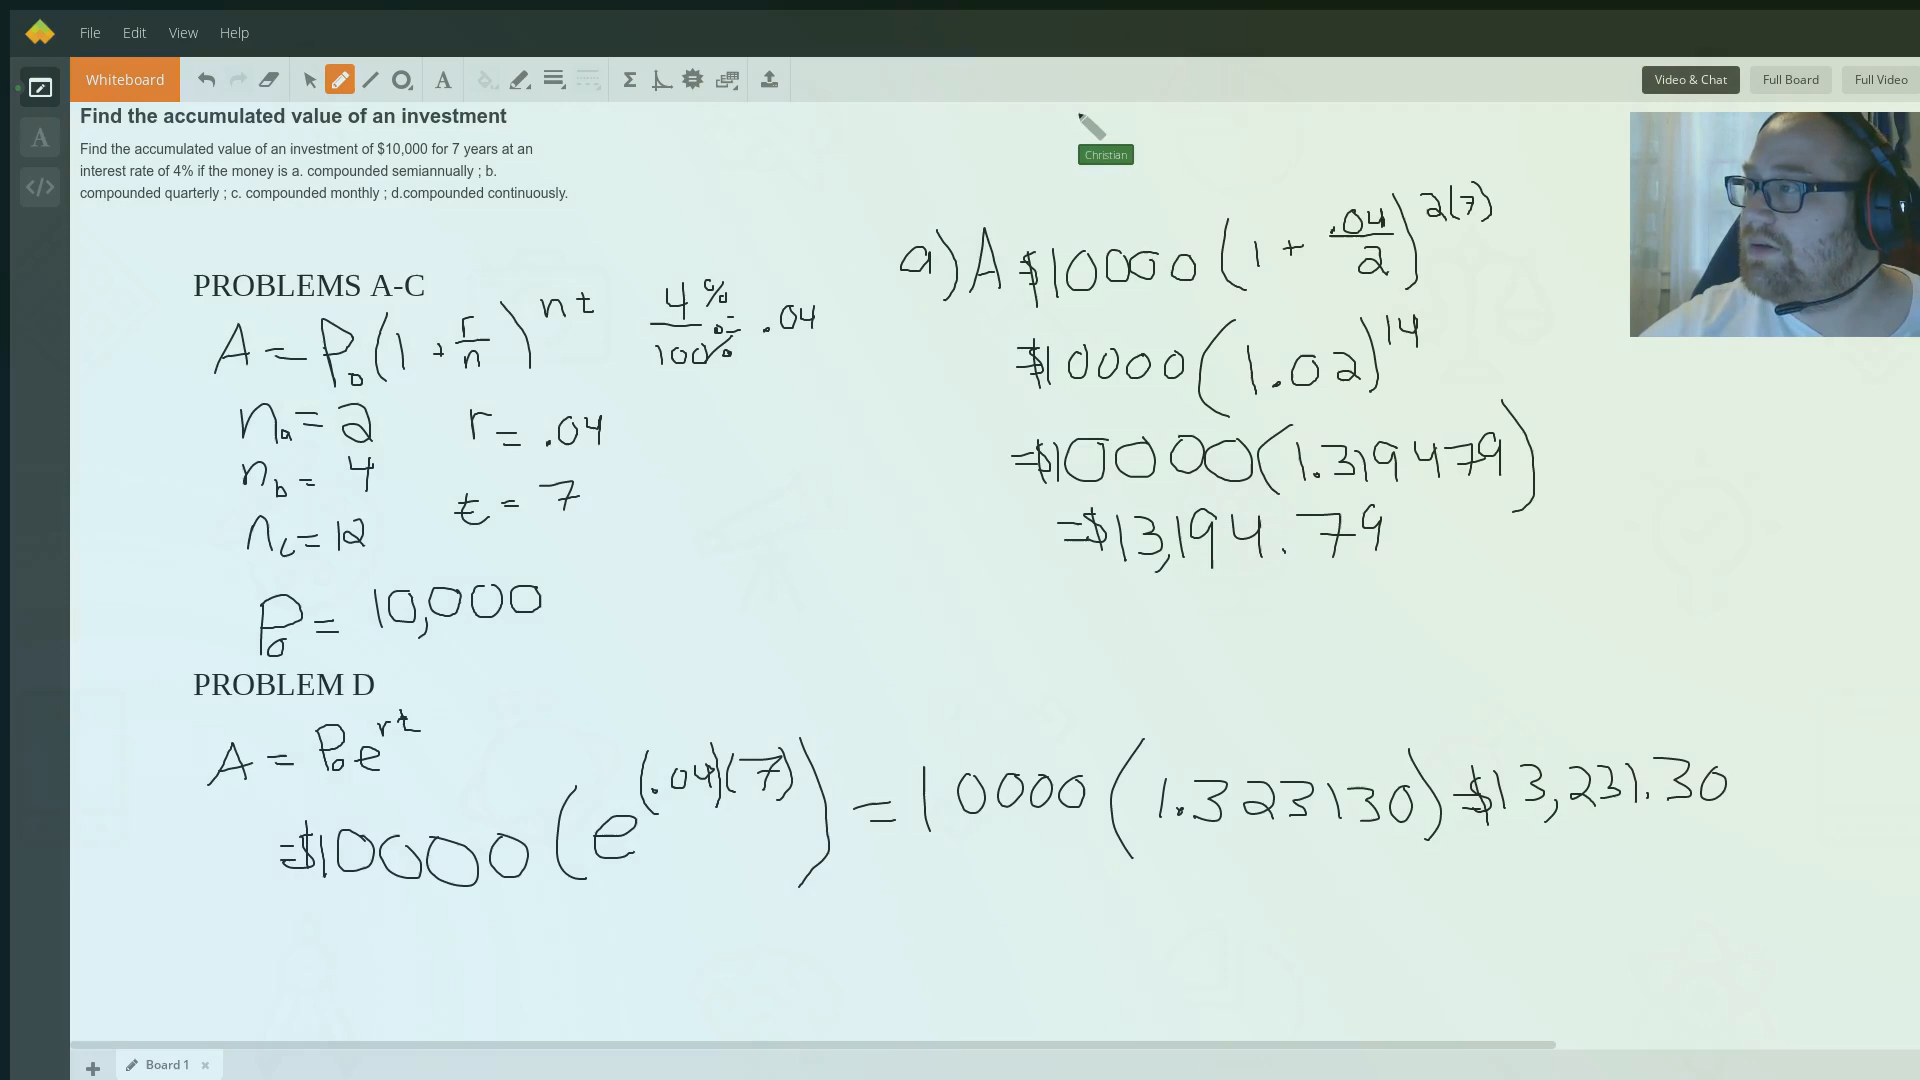 File Edit View Help
Whiteboard
Video & Chat Full Board Full Video
Find the accumulated value of an investment
Find the accumulated value of an investment of $10,000 for 7 years at an
interest rate of 4% if the money is a. compounded semiannually ; b.
compounded quarterly ; c. compounded monthly ; d.compounded continuously.
Christian
PROBLEMS A-C
A = P₀(1 + r/n)^nt
4%/100% = .04
n_a = 2
r = .04
n_b = 4
t = 7
n_c = 12
P₀ = 10,000
a) A $10000(1 + .04/2)^2(7)
=$10000(1.02)^14
=$10000(1.319479)
=$13,194.79
PROBLEM D
A = P₀e^rt
=$10000(e^(.04)(7)) = 10000(1.323130) =$13,231.30
Board 1